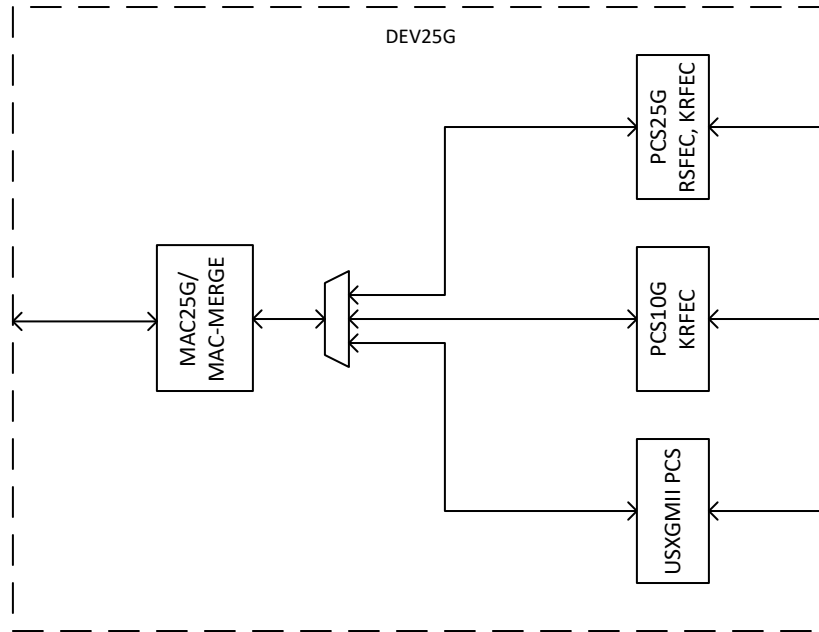 DEV25G
PCS25G
RSFEC, KRFEC
MAC25G/
MAC-MERGE
PCS10G
KRFEC
USXGMII PCS